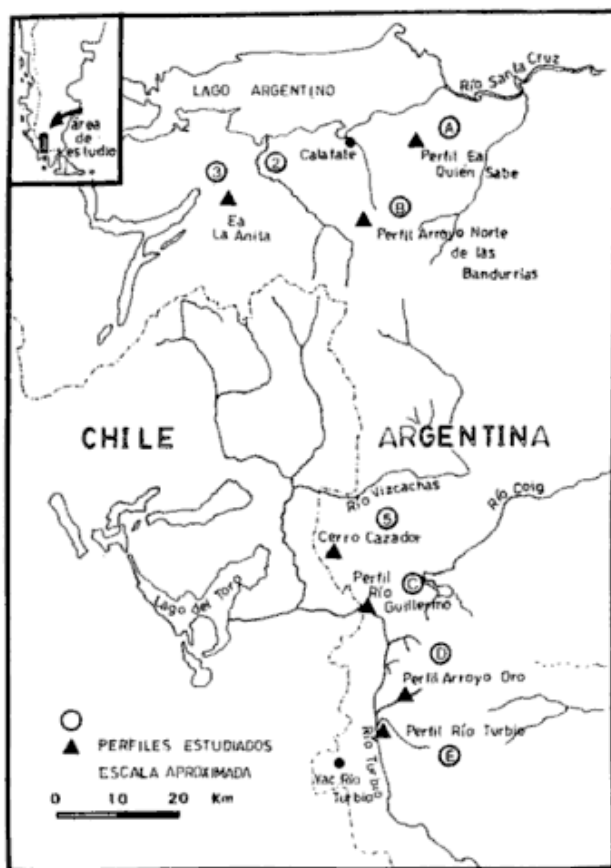 área
de
estudio
LAGO ARGENTINO
Río Santa Cruz
A
Perfil Ea
Quién Sabe
Calafate
2
3
Ea
La Anita
B
Perfil Arroyo Norte
de las
Bandurrias
CHILE
ARGENTINA
Río Vizcachas
Río Coig
5
Cerro Cazador
Perfil
Río
Guillermo
C
Lago del Toro
D
Perfil Arroyo Oro
Perfil Río Turbio
E
Río Turbio
Yac Río
Turbio
PERFILES ESTUDIADOS
ESCALA APROXIMADA
0 10 20 Km